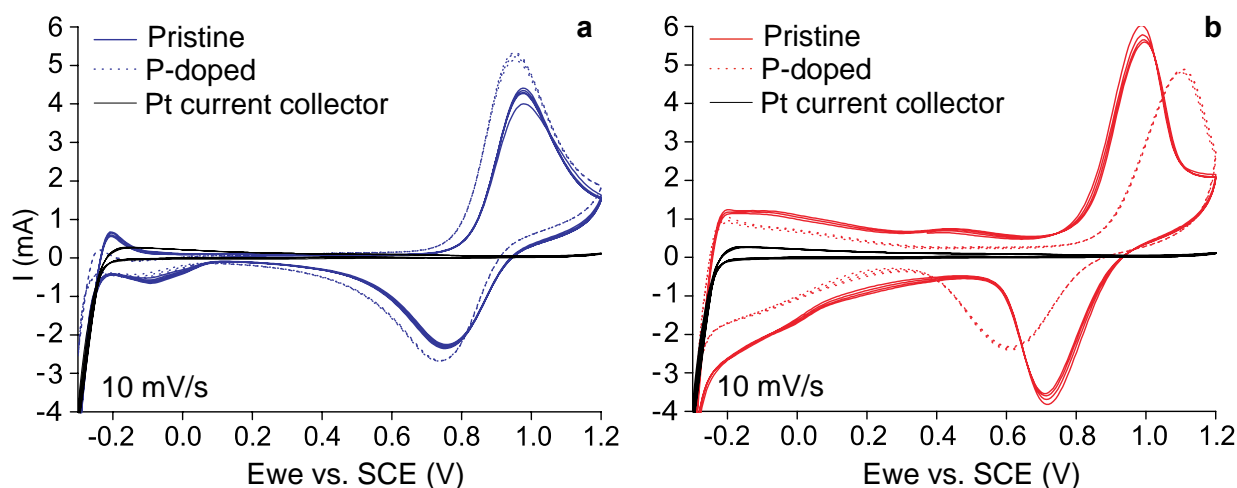 a
Pristine
P-doped
Pt current collector
6
5
4
3
2
1
0
-1
-2
-3
-4
I (mA)
10 mV/s
-0.2 0.0 0.2 0.4 0.6 0.8 1.0 1.2
Ewe vs. SCE (V)
b
Pristine
P-doped
Pt current collector
6
5
4
3
2
1
0
-1
-2
-3
-4
10 mV/s
-0.2 0.0 0.2 0.4 0.6 0.8 1.0 1.2
Ewe vs. SCE (V)